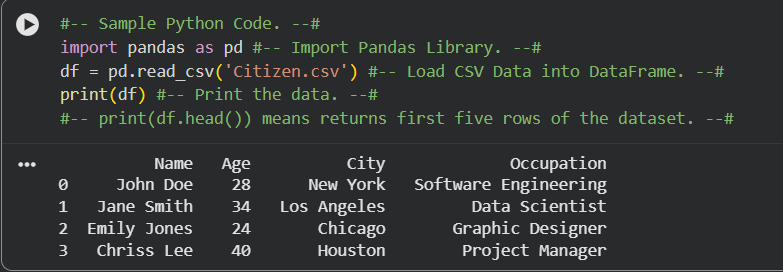 #-- Sample Python Code. --#
import pandas as pd #-- Import Pandas Library. --#
df = pd.read_csv('Citizen.csv') #-- Load CSV Data into DataFrame. --#
print(df) #-- Print the data. --#
#-- print(df.head()) means returns first five rows of the dataset. --#
Name Age City Occupation
0 John Doe 28 New York Software Engineering
1 Jane Smith 34 Los Angeles Data Scientist
2 Emily Jones 24 Chicago Graphic Designer
3 Chriss Lee 40 Houston Project Manager